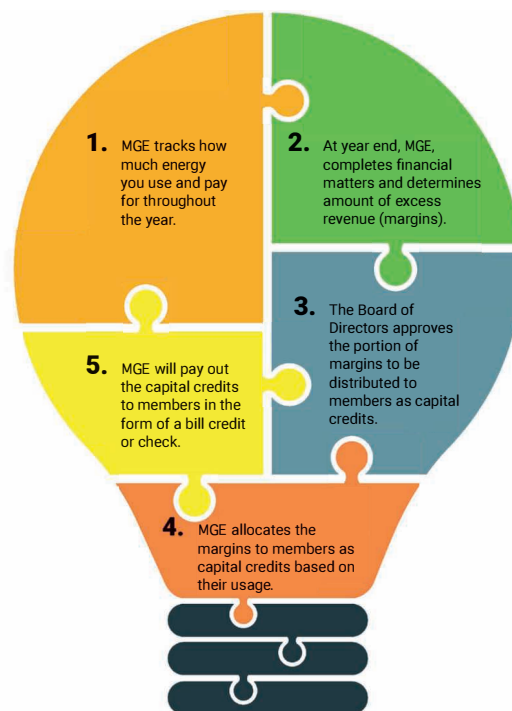 1. MGE tracks how
much energy
you use and pay
for throughout
the year.
2. At year end, MGE,
completes financial
matters and determines
amount of excess
revenue (margins).
3. The Board of
Directors approves
the portion of
margins to be
distributed to
members as capital
credits.
4. MGE allocates the
margins to members as
capital credits based on
their usage.
5. MGE will pay out
the capital credits
to members in the
form of a bill credit
or check.